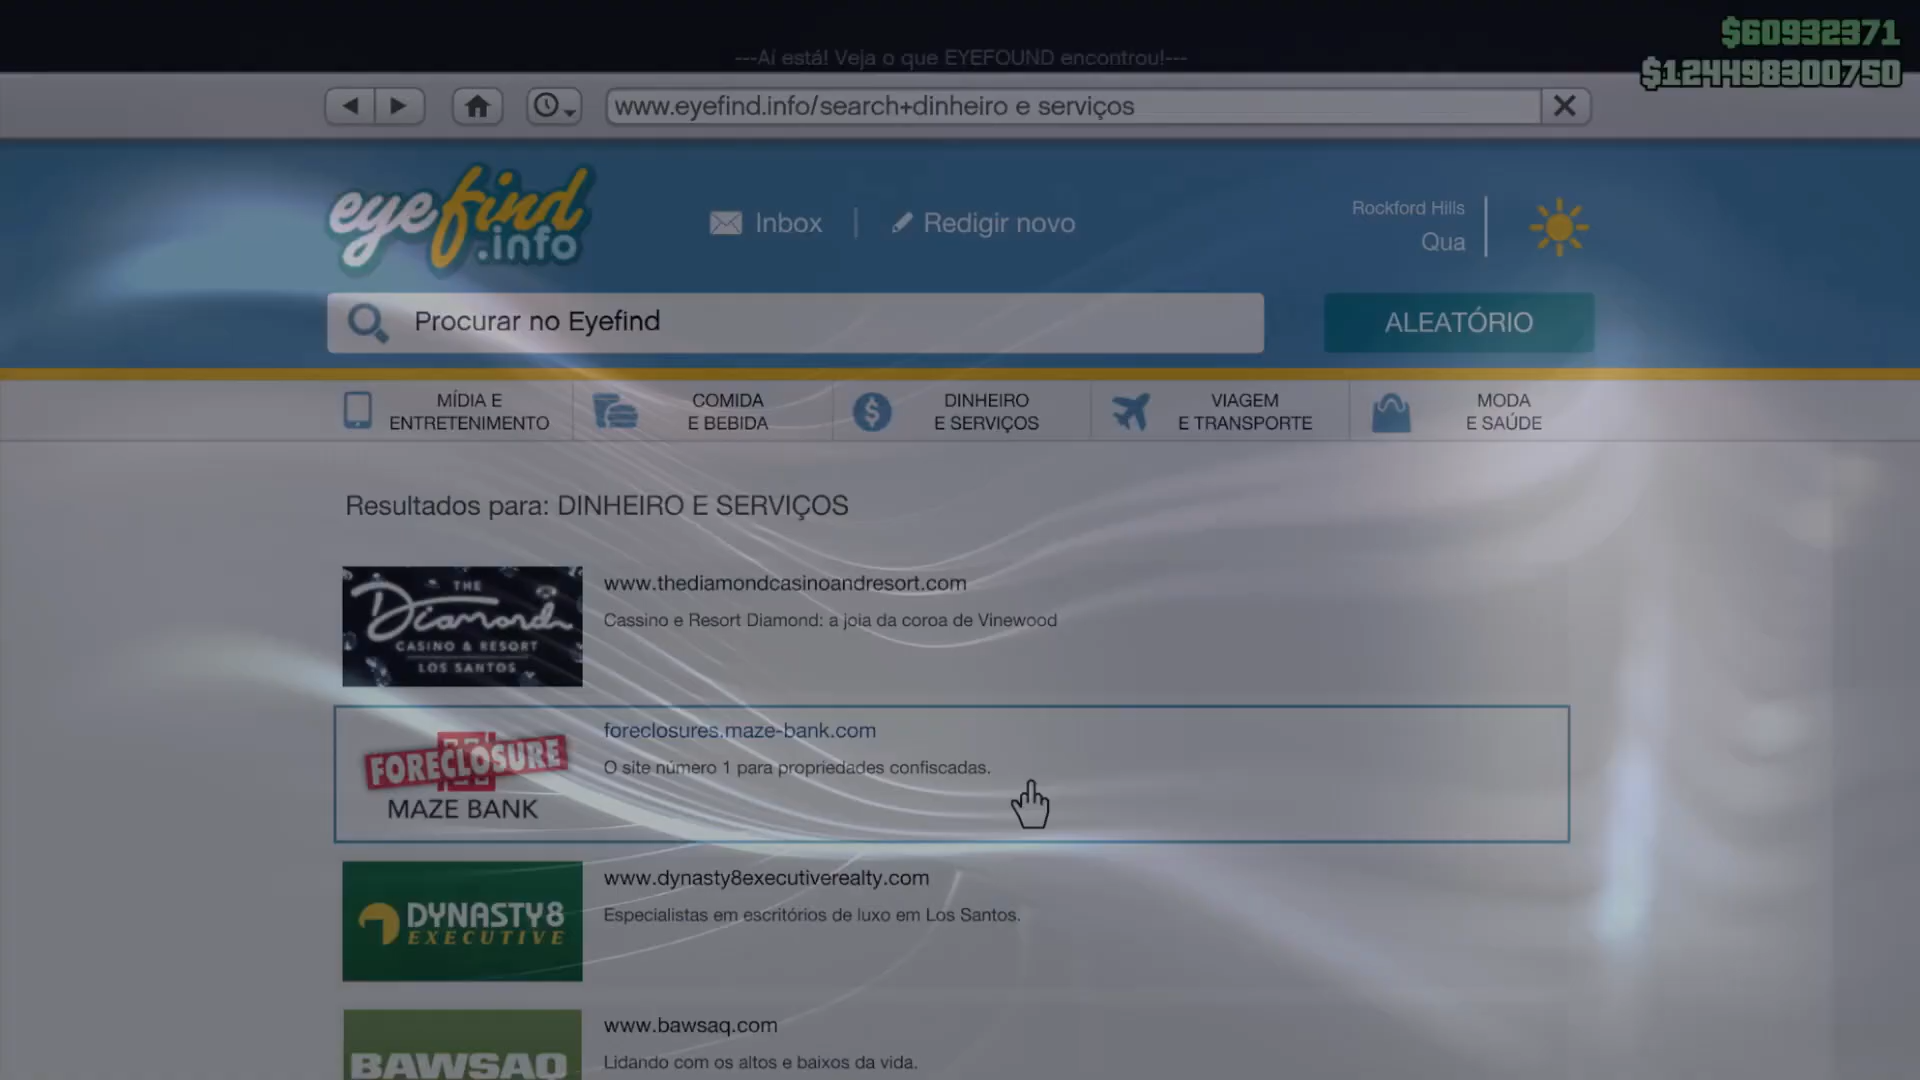 $60932371
---Aí está! Veja o que EYEFOUND encontrou!---
$124498300750
www.eyefind.info/search+dinheiro e serviços
eyefind
.info
Inbox
Redigir novo
Rockford Hills
Qua
Procurar no Eyefind
ALEATÓRIO
MÍDIA E
ENTRETENIMENTO
COMIDA
E BEBIDA
DINHEIRO
E SERVIÇOS
VIAGEM
E TRANSPORTE
MODA
E SAÚDE
Resultados para: DINHEIRO E SERVIÇOS
THE
Diamond
CASINO & RESORT
LOS SANTOS
www.thediamondcasinoandresort.com
Cassino e Resort Diamond: a joia da coroa de Vinewood
FORECLOSURE
MAZE BANK
foreclosures.maze-bank.com
O site número 1 para propriedades confiscadas.
DYNASTY8
EXECUTIVE
www.dynasty8executiverealty.com
Especialistas em escritórios de luxo em Los Santos.
BAWSAQ
www.bawsaq.com
Lidando com os altos e baixos da vida.